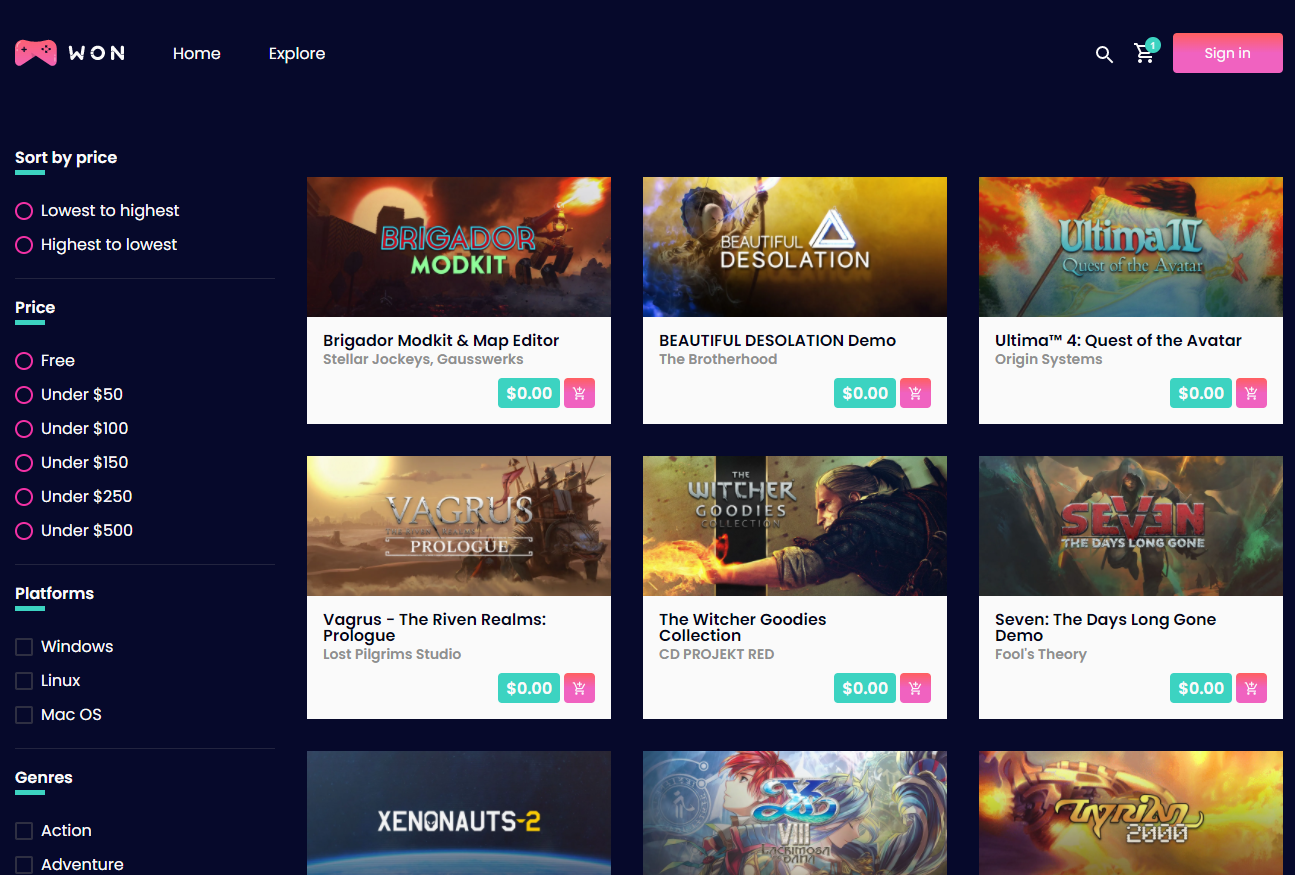 WON
Home
Explore
1
Sign in
Sort by price
Lowest to highest
Highest to lowest
Price
Free
Under $50
Under $100
Under $150
Under $250
Under $500
Platforms
Windows
Linux
Mac OS
Genres
Action
Adventure
BRIGADOR
MODKIT
Brigador Modkit & Map Editor
Stellar Jockeys, Gausswerks
$0.00
BEAUTIFUL
DESOLATION
BEAUTIFUL DESOLATION Demo
The Brotherhood
$0.00
Ultima IV
Quest of the Avatar
Ultima™ 4: Quest of the Avatar
Origin Systems
$0.00
VAGRUS
PROLOGUE
Vagrus - The Riven Realms:
Prologue
Lost Pilgrims Studio
$0.00
THE
WITCHER
GOODIES
COLLECTION
The Witcher Goodies
Collection
CD PROJEKT RED
$0.00
SEVEN
THE DAYS LONG GONE
Seven: The Days Long Gone
Demo
Fool's Theory
$0.00
XENONAUTS-2
Ys
VIII
LACRIMOSA
DANA
TYRIAN
2000